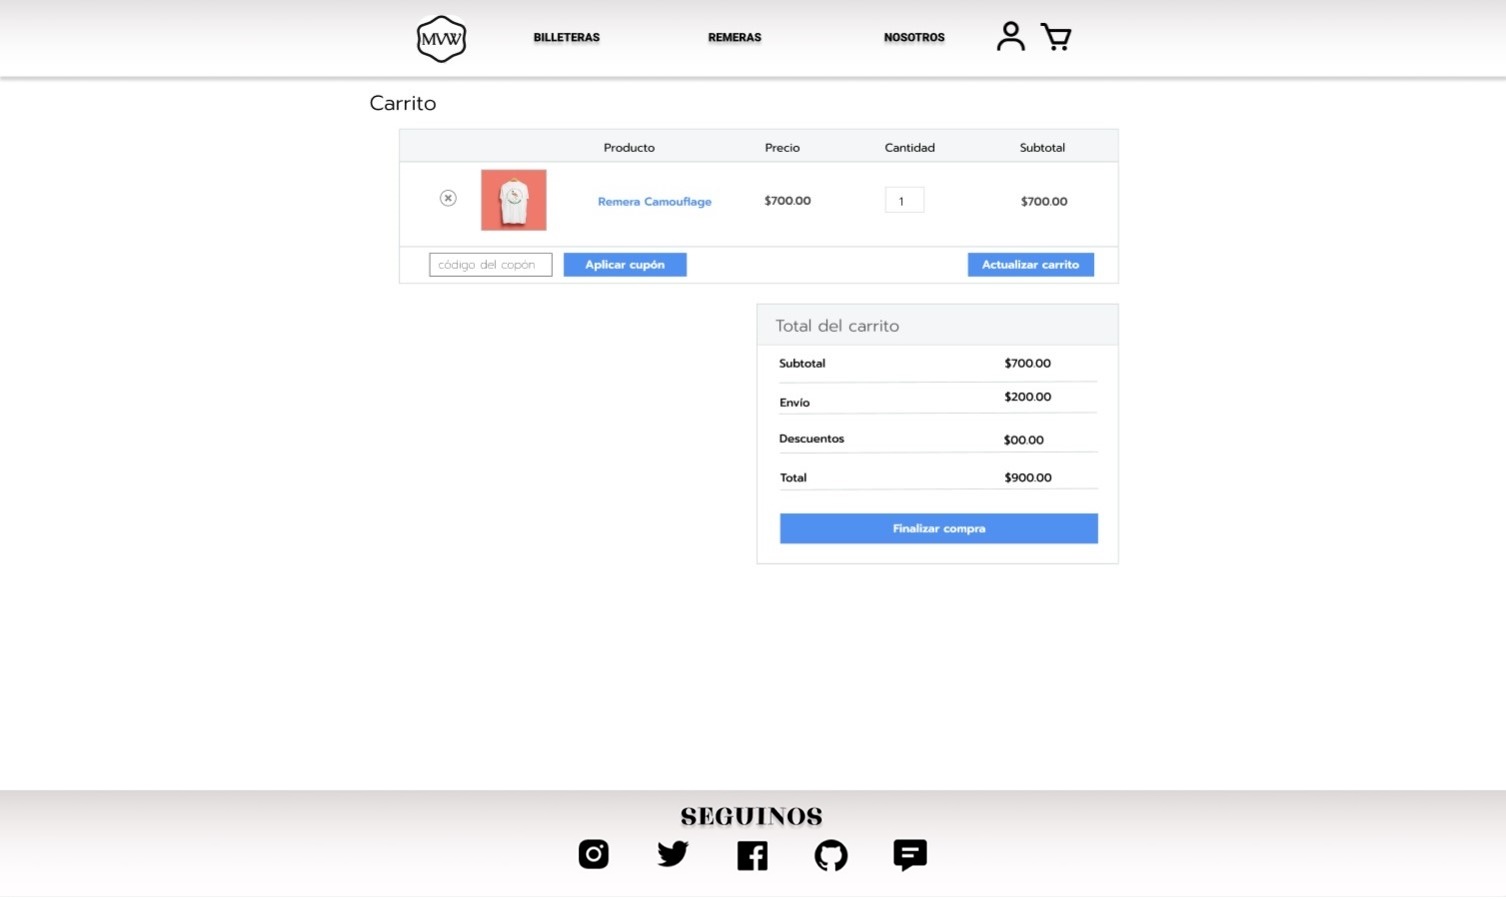 MVW BILLETERAS REMERAS NOSOTROS
Carrito
Producto Precio Cantidad Subtotal
Remera Camouflage $700.00 1 $700.00
código del copón Aplicar cupón Actualizar carrito
Total del carrito
Subtotal $700.00
Envío $200.00
Descuentos $00.00
Total $900.00
Finalizar compra
SEGUINOS